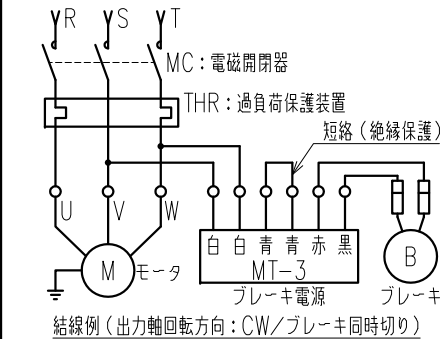 R S T
MC：電磁開閉器
THR：過負荷保護装置
短絡（絶縁保護）
U V W
白 白 青 青 赤 黒
M モータ
MT-3
B
ブレーキ電源
ブレーキ
結線例（出力軸回転方向：CW／ブレーキ同時切り）